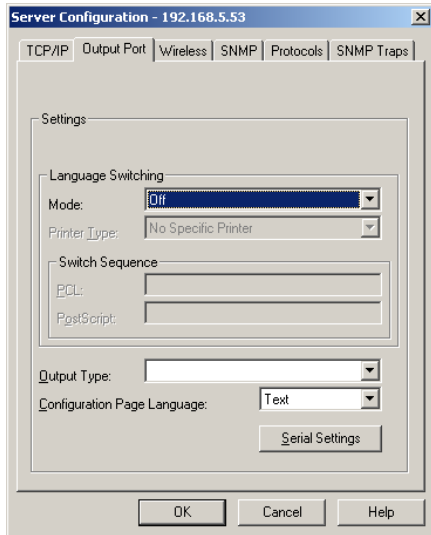 Server Configuration - 192.168.5.53
TCP/IP Output Port Wireless SNMP Protocols SNMP Traps
Settings
Language Switching
Mode: Off
Printer Type: No Specific Printer
Switch Sequence
PCL:
PostScript:
Output Type:
Configuration Page Language: Text
Serial Settings
OK Cancel Help